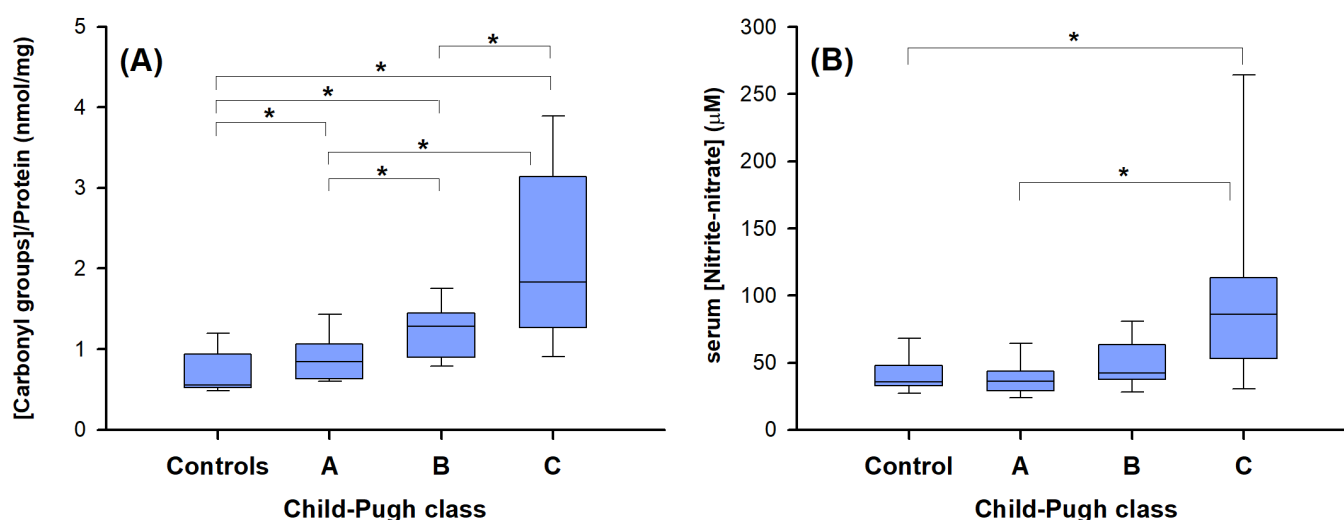 [Carbonyl groups]/Protein (nmol/mg)
5
4
3
2
1
0
(A)
*
*
*
*
*
*
Controls
A
B
C
Child-Pugh class
serum [Nitrite-nitrate] (μM)
300
250
200
150
100
50
0
(B)
*
*
Control
A
B
C
Child-Pugh class